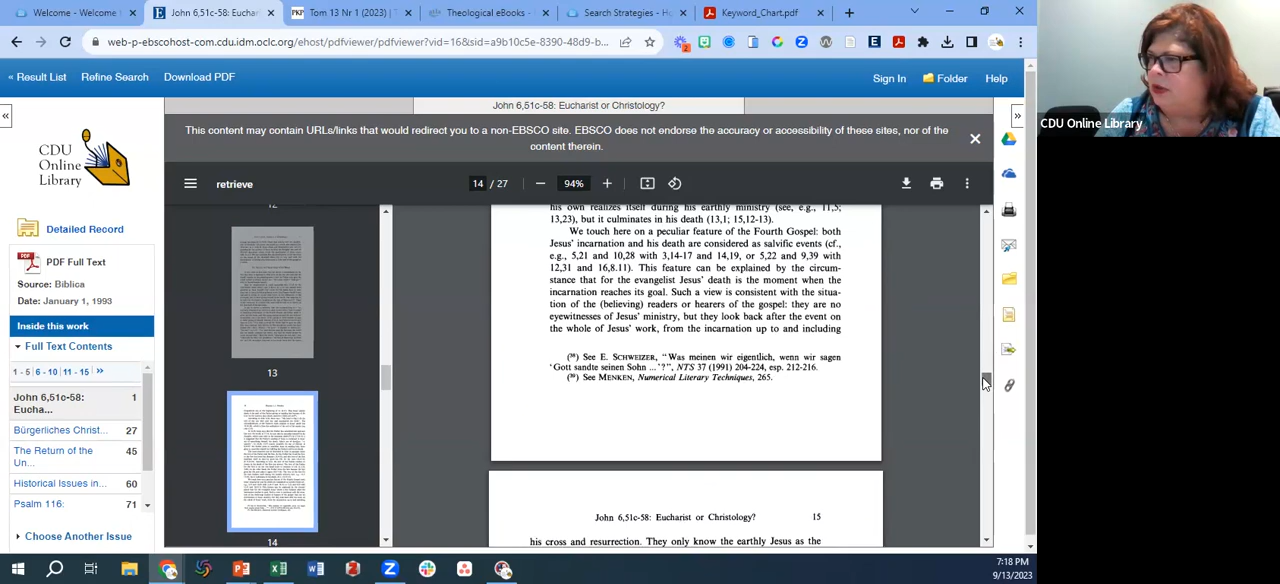 Welcome - Welcome
John 6,51c-58: Euchar
Tom 13 Nr 1 (2023) | T
Theological eBooks -
Search Strategies - Ho
Keyword_Chart.pdf
web-p-ebscohost-com.cdu.idm.oclc.org/ehost/pdfviewer/pdfviewer?vid=16&sid=a9b10c5e-8390-48d9-b...
« Result List
Refine Search
Download PDF
Sign In
Folder
Help
John 6,51c-58: Eucharist or Christology?
CDU Online Library
This content may contain URLs/links that would redirect you to a non-EBSCO site. EBSCO does not endorse the accuracy or accessibility of these sites, nor of the
content therein.
CDU
Online
Library
retrieve
14 / 27
94%
Detailed Record
PDF Full Text
Source: Biblica
Date: January 1, 1993
Inside this work
Full Text Contents
1 - 5 6 - 10 11 - 15 »
John 6,51c-58: 1
Eucha...
Bürgerliches Christ... 27
The Return of the 45
Un...
Historical Issues in... 60
Psalm 116: 71
Choose Another Issue
12
13
14
his own realizes itself during his earthly ministry (see, e.g., 11,5;
13,23), but it culminates in his death (13,1; 15,12-13).
We touch here on a peculiar feature of the Fourth Gospel: both
Jesus' incarnation and his death are considered as salvific events (cf.,
e.g., 5,21 and 10,28 with 3,14-17 and 14,19, or 5,22 and 9,39 with
12,31 and 16,8.11). This feature can be explained by the circum-
stance that for the evangelist Jesus' death is the moment when the
incarnation reaches its goal. Such a view is consistent with the situa-
tion of the (believing) readers or hearers of the gospel: they are no
eyewitnesses of Jesus' ministry, but they look back after the event on
the whole of Jesus' work, from the incarnation up to and including
(38) See E. SCHWEIZER, "Was meinen wir eigentlich, wenn wir sagen
'Gott sandte seinen Sohn ...'?", NTS 37 (1991) 204-224, esp. 212-216.
(39) See MENKEN, Numerical Literary Techniques, 265.
John 6,51c-58: Eucharist or Christology? 15
his cross and resurrection. They only know the earthly Jesus as the
7:18 PM
9/13/2023